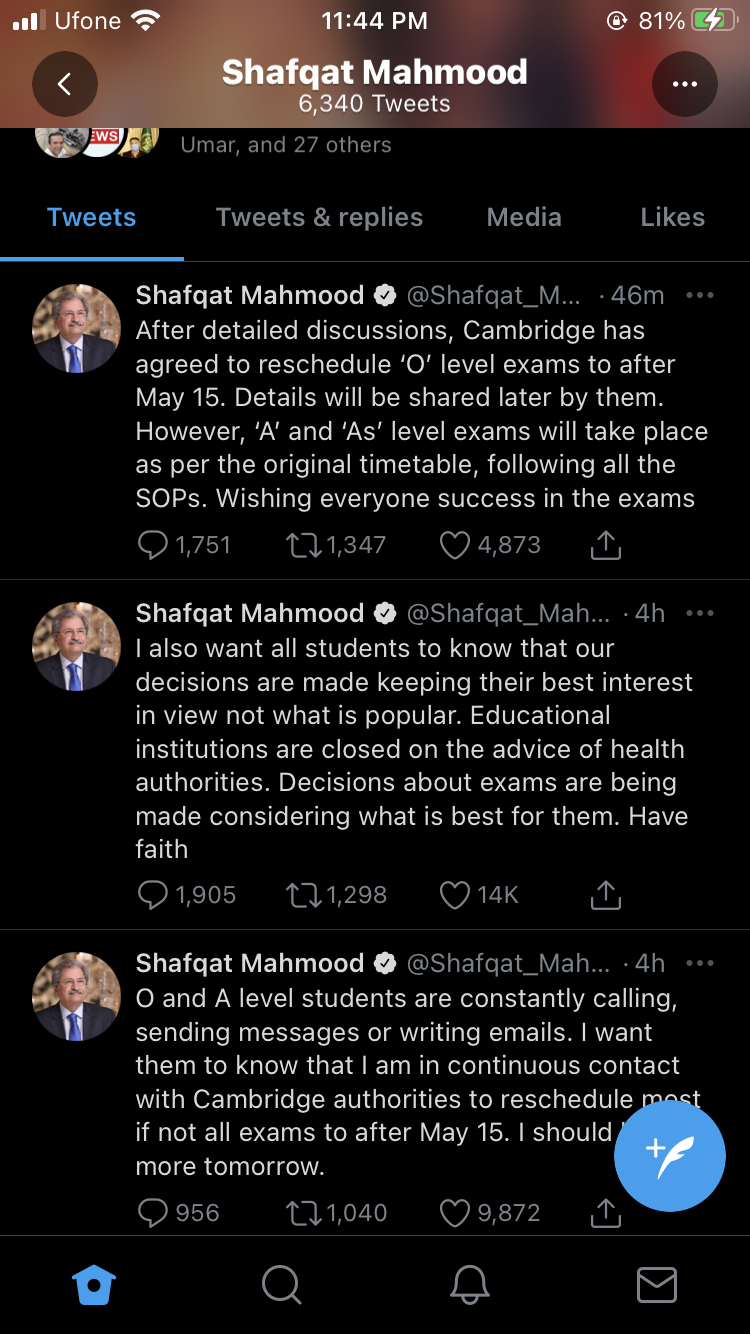 Ufone 11:44 PM 81%
Shafqat Mahmood
6,340 Tweets
EWS
Umar, and 27 others
Tweets Tweets & replies Media Likes
Shafqat Mahmood @Shafqat_M... · 46m
After detailed discussions, Cambridge has
agreed to reschedule ‘O’ level exams to after
May 15. Details will be shared later by them.
However, ‘A’ and ‘As’ level exams will take place
as per the original timetable, following all the
SOPs. Wishing everyone success in the exams
1,751 1,347 4,873
Shafqat Mahmood @Shafqat_Mah... · 4h
I also want all students to know that our
decisions are made keeping their best interest
in view not what is popular. Educational
institutions are closed on the advice of health
authorities. Decisions about exams are being
made considering what is best for them. Have
faith
1,905 1,298 14K
Shafqat Mahmood @Shafqat_Mah... · 4h
O and A level students are constantly calling,
sending messages or writing emails. I want
them to know that I am in continuous contact
with Cambridge authorities to reschedule most
if not all exams to after May 15. I should
more tomorrow.
956 1,040 9,872